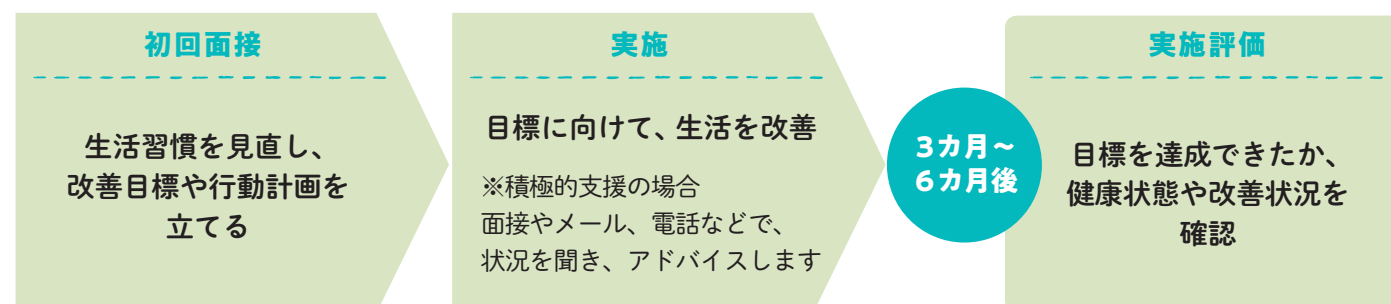 初回面接
生活習慣を見直し、
改善目標や行動計画を
立てる
実施
目標に向けて、生活を改善
※積極的支援の場合
面接やメール、電話などで、
状況を聞き、アドバイスします
3カ月～
6カ月後
実施評価
目標を達成できたか、
健康状態や改善状況を
確認